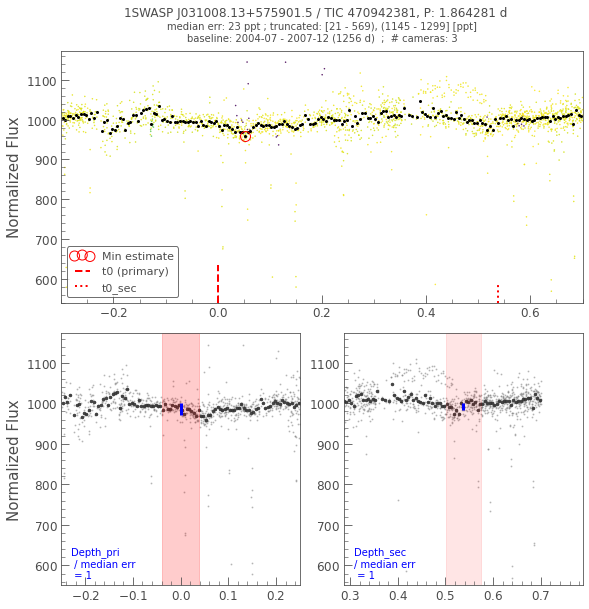 1SWASP J031008.13+575901.5 / TIC 470942381, P: 1.864281 d
median err: 23 ppt ; truncated: [21 - 569), (1145 - 1299] [ppt]
baseline: 2004-07 - 2007-12 (1256 d)  ;  # cameras: 3
Normalized Flux
1100
1000
900
800
700
600
Min estimate
t0 (primary)
t0_sec
−0.2 0.0 0.2 0.4 0.6
Normalized Flux
1100
1000
900
800
700
600
Depth_pri
/ median err
= 1
−0.2 −0.1 0.0 0.1 0.2
1100
1000
900
800
700
600
Depth_sec
/ median err
= 1
0.3 0.4 0.5 0.6 0.7